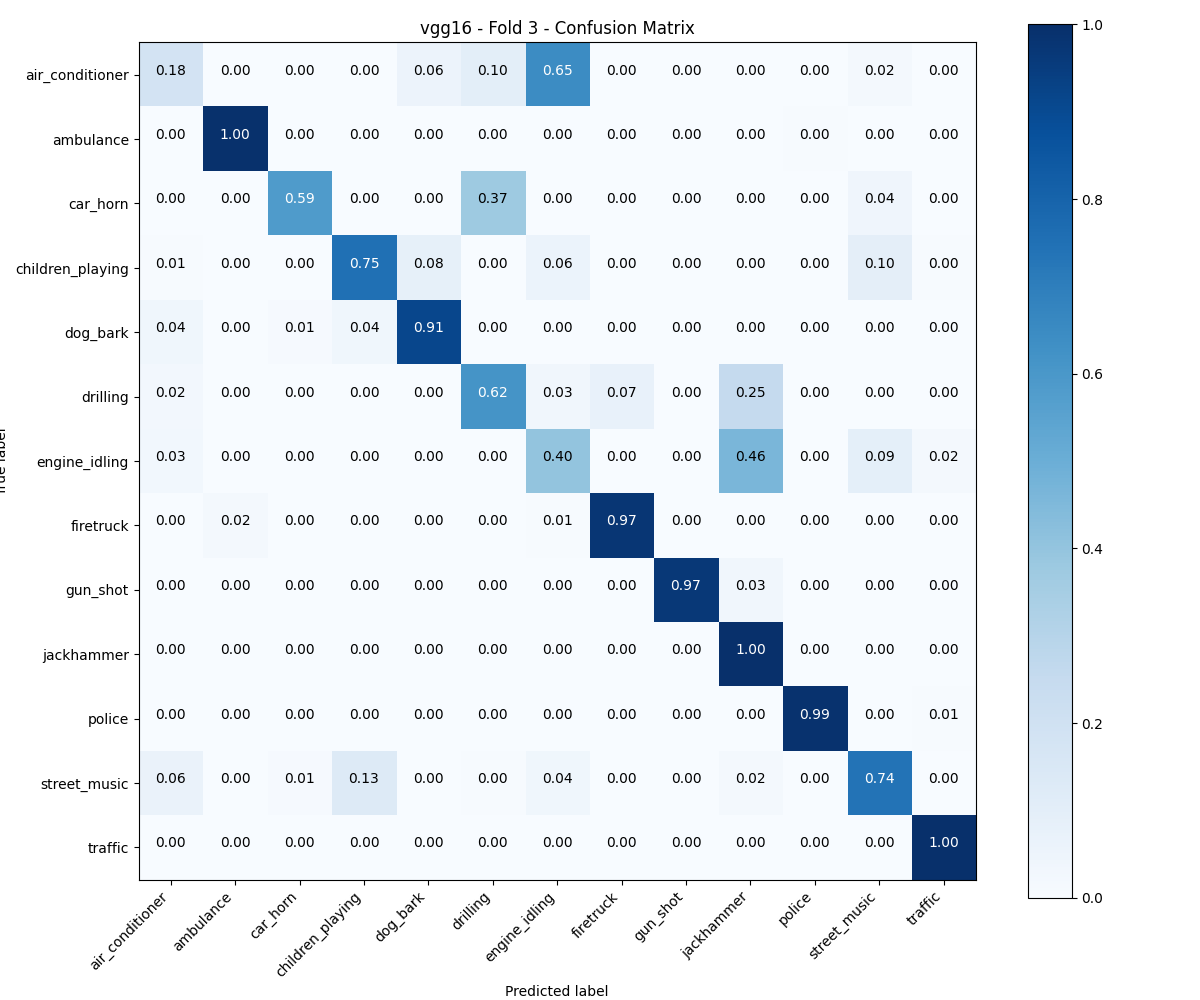 vgg16 - Fold 3 - Confusion Matrix
1.0
air_conditioner 0.18 0.00 0.00 0.00 0.06 0.10 0.65 0.00 0.00 0.00 0.00 0.02 0.00
ambulance 0.00 1.00 0.00 0.00 0.00 0.00 0.00 0.00 0.00 0.00 0.00 0.00 0.00
0.8
car_horn 0.00 0.00 0.59 0.00 0.00 0.37 0.00 0.00 0.00 0.00 0.00 0.04 0.00
children_playing 0.01 0.00 0.00 0.75 0.08 0.00 0.06 0.00 0.00 0.00 0.00 0.10 0.00
dog_bark 0.04 0.00 0.01 0.04 0.91 0.00 0.00 0.00 0.00 0.00 0.00 0.00 0.00
0.6
drilling 0.02 0.00 0.00 0.00 0.00 0.62 0.03 0.07 0.00 0.25 0.00 0.00 0.00
engine_idling 0.03 0.00 0.00 0.00 0.00 0.00 0.40 0.00 0.00 0.46 0.00 0.09 0.02
firetruck 0.00 0.02 0.00 0.00 0.00 0.00 0.01 0.97 0.00 0.00 0.00 0.00 0.00
0.4
gun_shot 0.00 0.00 0.00 0.00 0.00 0.00 0.00 0.00 0.97 0.03 0.00 0.00 0.00
jackhammer 0.00 0.00 0.00 0.00 0.00 0.00 0.00 0.00 0.00 1.00 0.00 0.00 0.00
police 0.00 0.00 0.00 0.00 0.00 0.00 0.00 0.00 0.00 0.00 0.99 0.00 0.01
0.2
street_music 0.06 0.00 0.01 0.13 0.00 0.00 0.04 0.00 0.00 0.02 0.00 0.74 0.00
traffic 0.00 0.00 0.00 0.00 0.00 0.00 0.00 0.00 0.00 0.00 0.00 0.00 1.00
0.0
air_conditioner
ambulance
car_horn
children_playing
dog_bark
drilling
engine_idling
firetruck
gun_shot
jackhammer
police
street_music
traffic
Predicted label